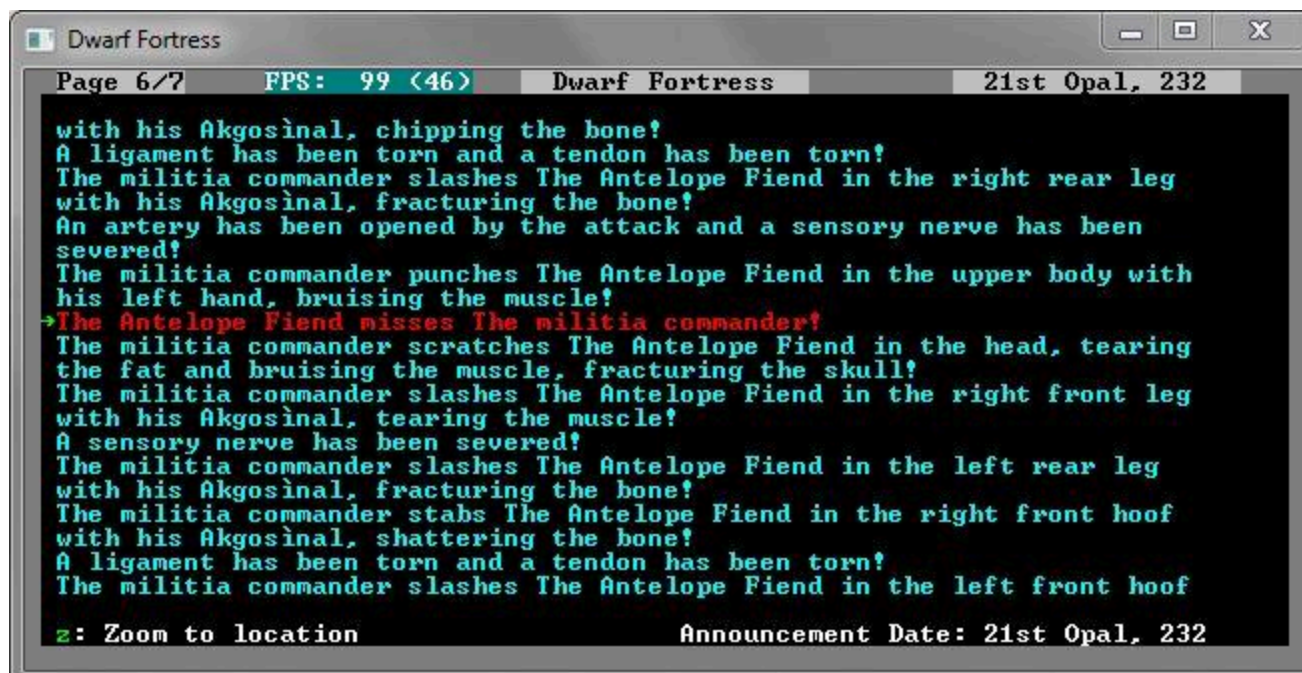 Dwarf Fortress
Page 6/7 FPS: 99 (46) Dwarf Fortress 21st Opal, 232
with his Akgosìnal, chipping the bone!
A ligament has been torn and a tendon has been torn!
The militia commander slashes The Antelope Fiend in the right rear leg
with his Akgosìnal, fracturing the bone!
An artery has been opened by the attack and a sensory nerve has been
severed!
The militia commander punches The Antelope Fiend in the upper body with
his left hand, bruising the muscle!
→The Antelope Fiend misses The militia commander!
The militia commander scratches The Antelope Fiend in the head, tearing
the fat and bruising the muscle, fracturing the skull!
The militia commander slashes The Antelope Fiend in the right front leg
with his Akgosìnal, tearing the muscle!
A sensory nerve has been severed!
The militia commander slashes The Antelope Fiend in the left rear leg
with his Akgosìnal, fracturing the bone!
The militia commander stabs The Antelope Fiend in the right front hoof
with his Akgosìnal, shattering the bone!
A ligament has been torn and a tendon has been torn!
The militia commander slashes The Antelope Fiend in the left front hoof
z: Zoom to location Announcement Date: 21st Opal, 232